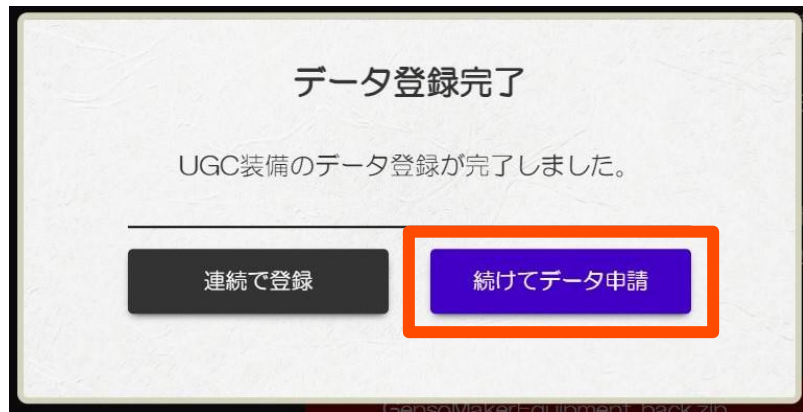 データ登録完了
UGC装備のデータ登録が完了しました。
連続で登録
続けてデータ申請
GensoMakerEquipment_back.zip